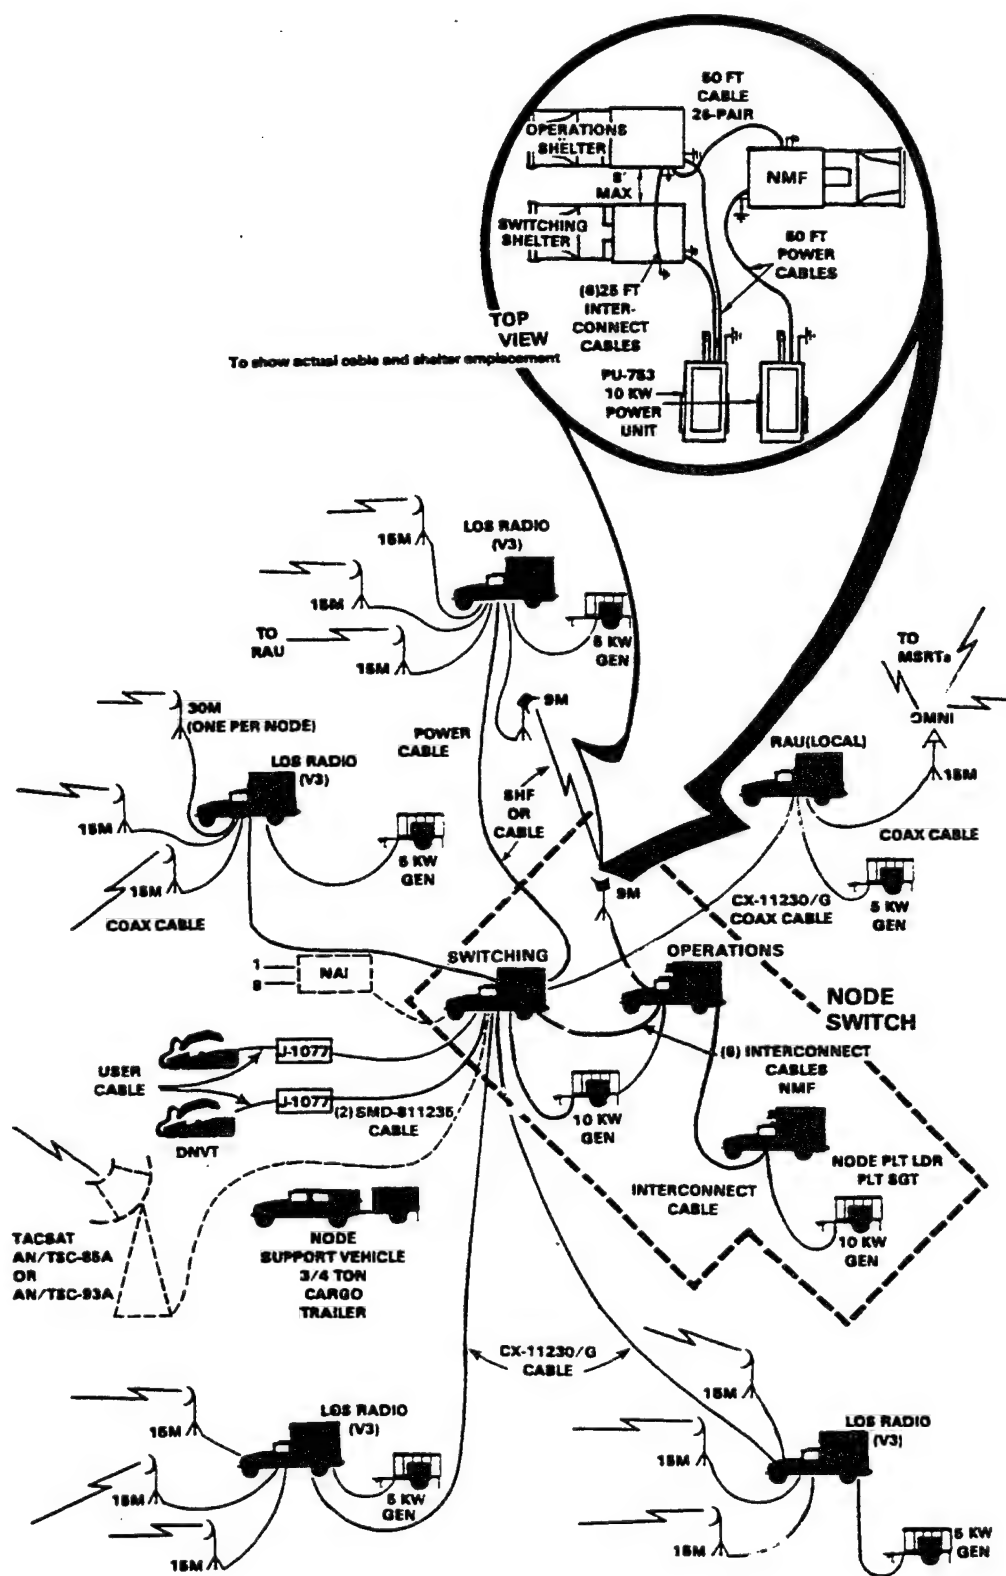 50 FT
CABLE
26-PAIR
OPERATIONS
SHELTER
8'
MAX
NMF
SWITCHING
SHELTER
50 FT
POWER
CABLES
(6)25 FT
INTER-
CONNECT
CABLES
TOP
VIEW
To show actual cable and shelter emplacement
PU-753
10 KW
POWER
UNIT
LOS RADIO
(V3)
15M
15M
TO
RAU
15M
5 KW
GEN
TO
MSRTs
OMNI
30M
(ONE PER NODE)
POWER
CABLE
9M
RAU(LOCAL)
LOS RADIO
(V3)
15M
SHF
OR
CABLE
15M
COAX CABLE
5 KW
GEN
15M
COAX CABLE
9M
CX-11230/G
COAX CABLE
5 KW
GEN
SWITCHING
OPERATIONS
1
8
NAI
NODE
SWITCH
USER
CABLE
J-1077
J-1077
(2) SMD-811235
CABLE
DNVT
10 KW
GEN
(6) INTERCONNECT
CABLES
NMF
NODE PLT LDR
PLT SGT
INTERCONNECT
CABLE
10 KW
GEN
TACSAT
AN/TSC-85A
OR
AN/TSC-93A
NODE
SUPPORT VEHICLE
3/4 TON
CARGO
TRAILER
CX-11230/G
CABLE
15M
LOS RADIO
(V3)
15M
5 KW
GEN
15M
15M
LOS RADIO
(V3)
15M
15M
5 KW
GEN